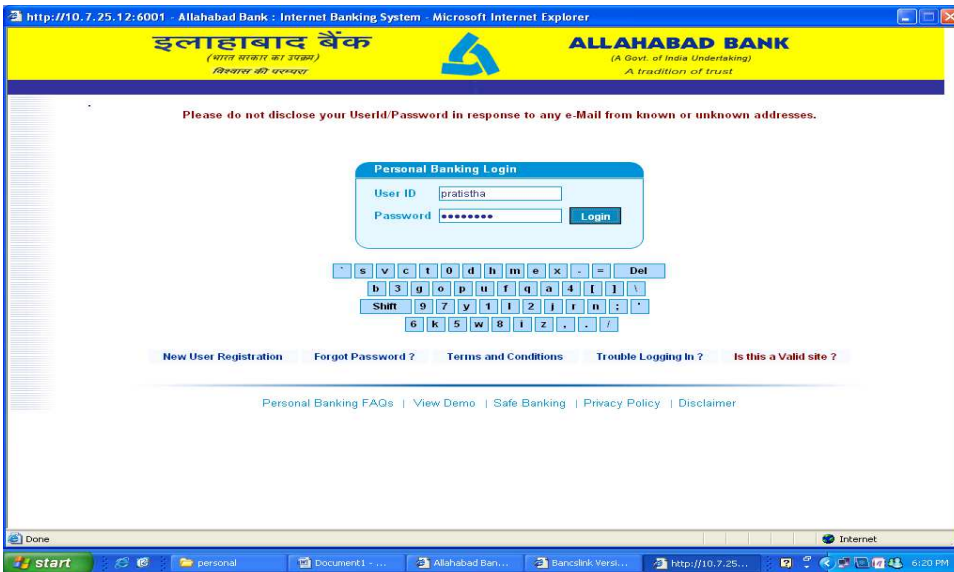 http://10.7.25.12:6001 - Allahabad Bank : Internet Banking System - Microsoft Internet Explorer
इलाहाबाद बैंक
(भारत सरकार का उपक्रम)
विश्वास की परम्परा
ALLAHABAD BANK
(A Govt. of India Undertaking)
A tradition of trust
Please do not disclose your UserId/Password in response to any e-Mail from known or unknown addresses.
Personal Banking Login
User ID pratistha
Password •••••••• Login
` s v c t 0 d h m e x - = Del
b 3 g o p u f q a 4 [ ] \
Shift 9 7 y 1 l 2 j r n ; '
6 k 5 w 8 i z , . /
New User Registration Forgot Password ? Terms and Conditions Trouble Logging In ? Is this a Valid site ?
Personal Banking FAQs | View Demo | Safe Banking | Privacy Policy | Disclaimer
Done Internet
start personal Document1 - ... Allahabad Ban... Bancslink Versi... http://10.7.25... 6:20 PM